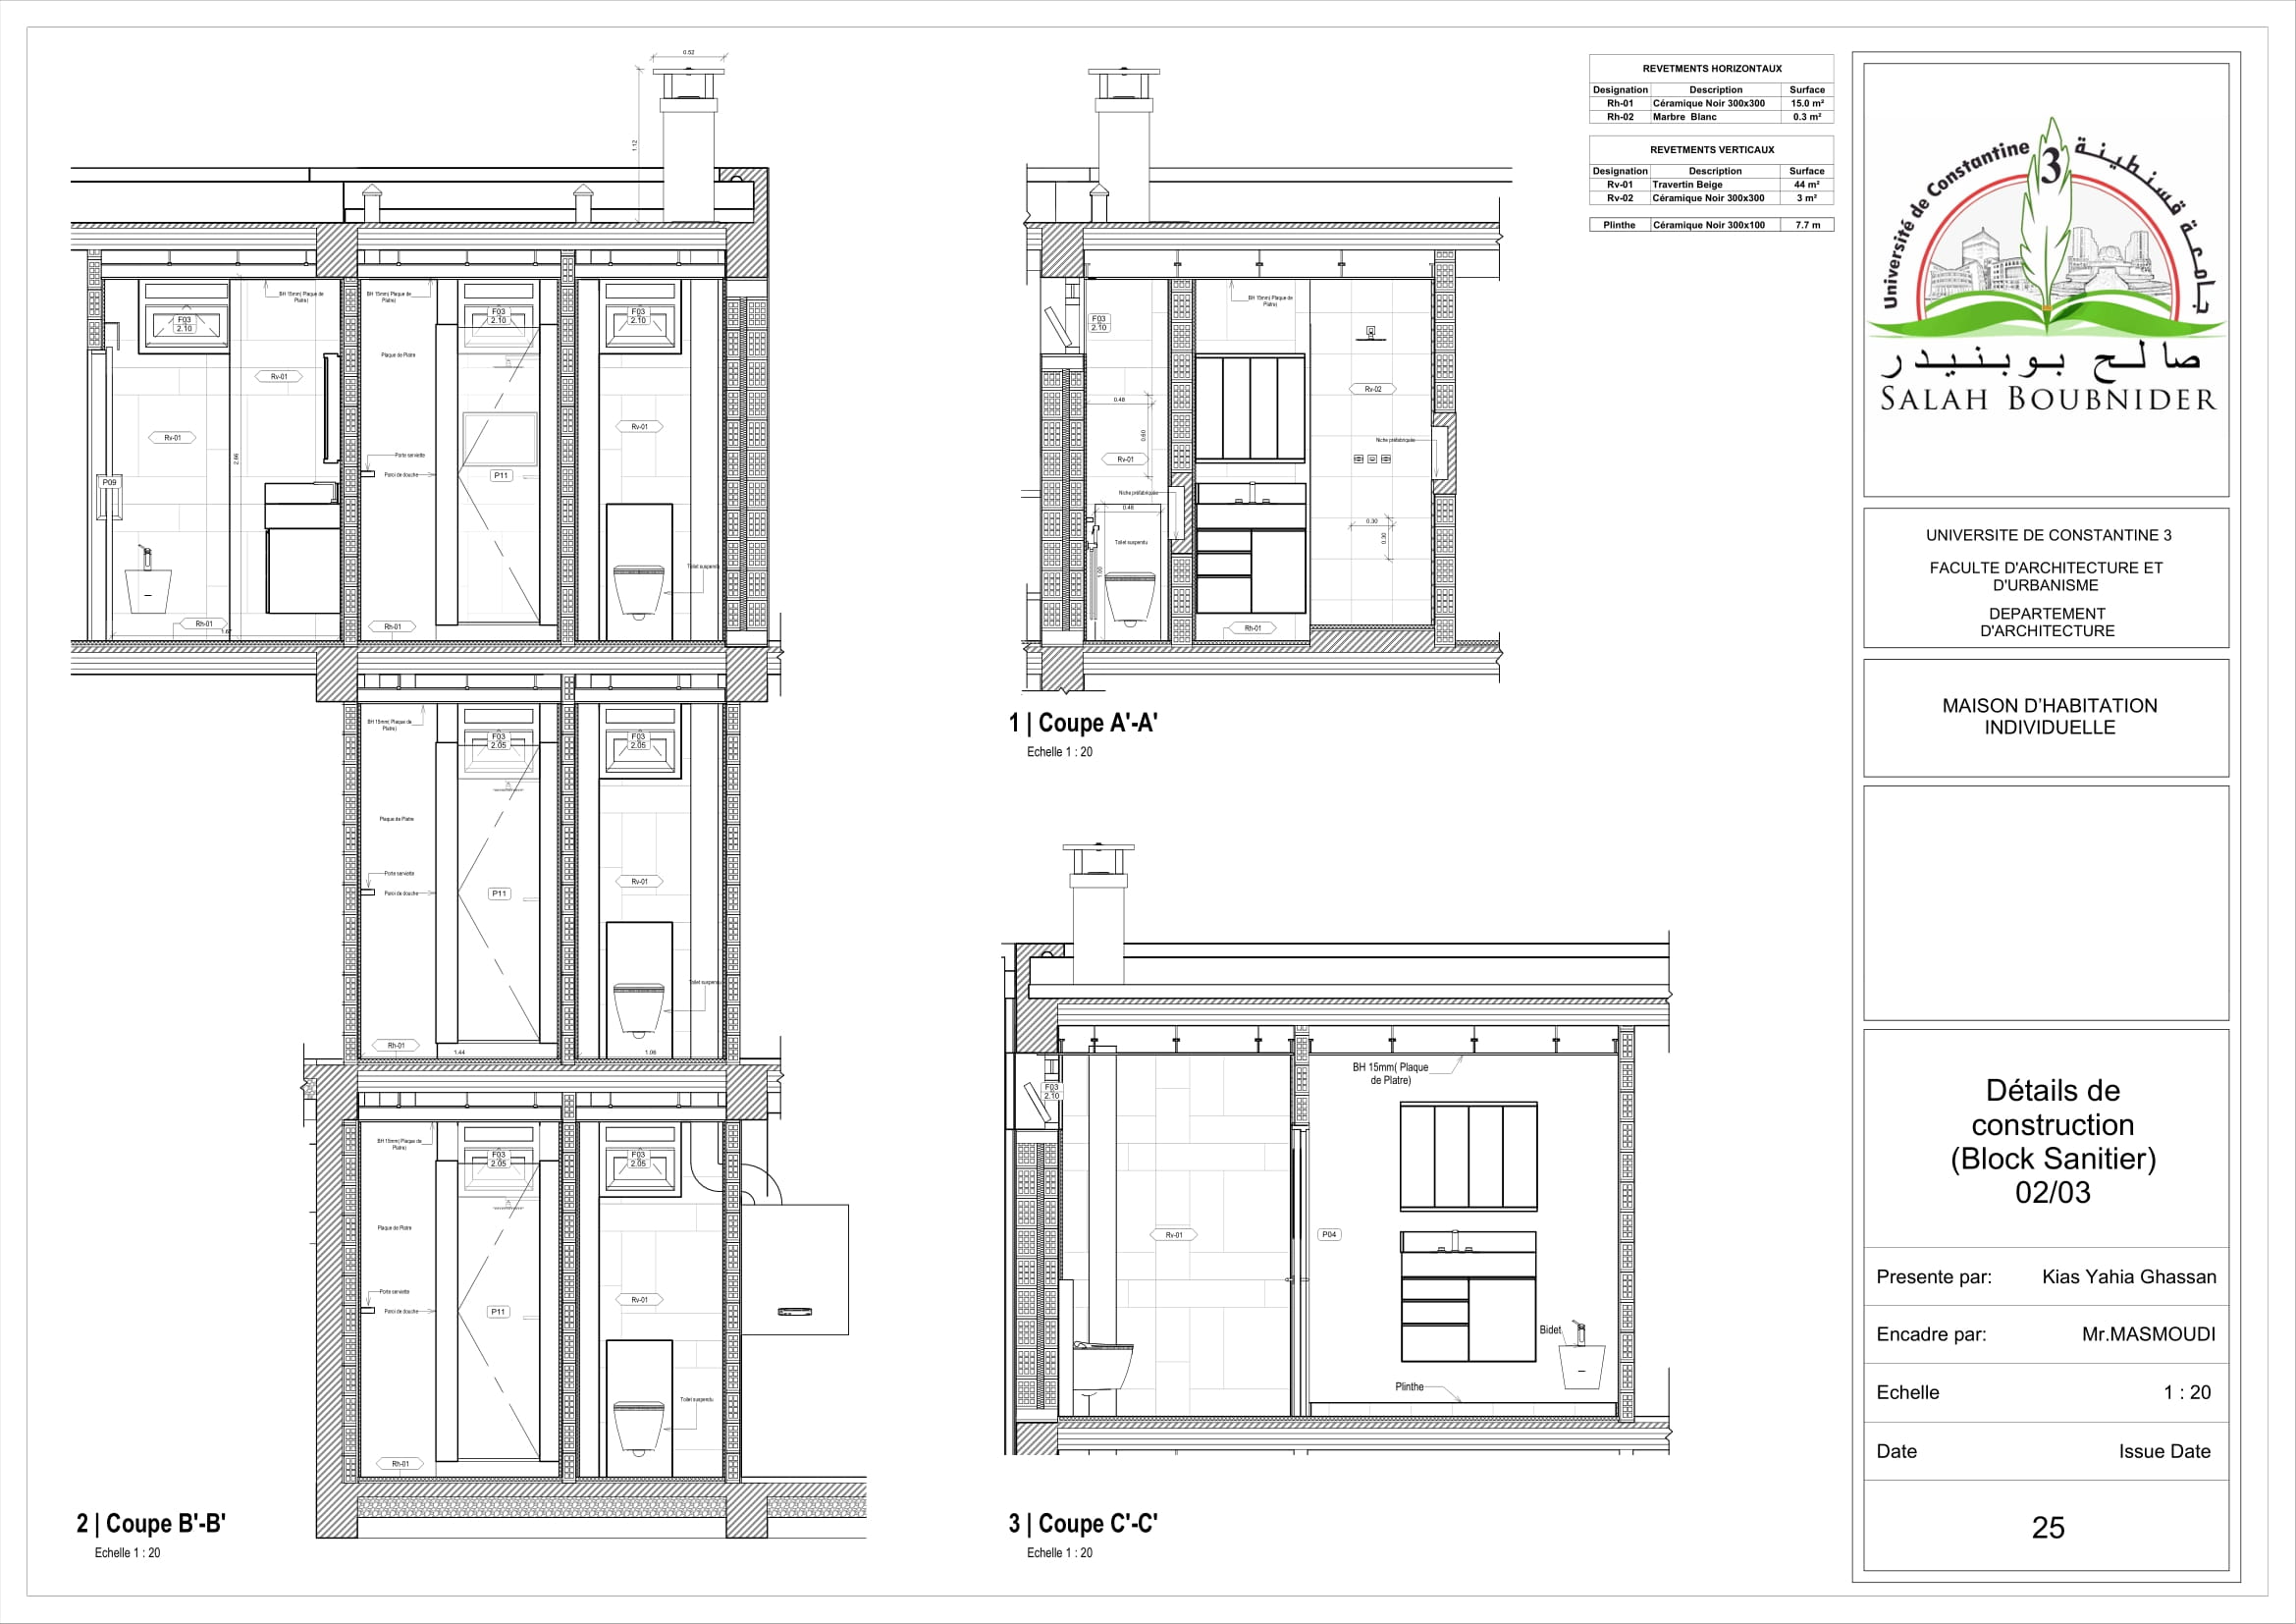 0.52
1.12
BH 15mm( Plaque de
Platre)
BH 15mm( Plaque de
Platre)
F03
2.10
F03
2.10
F03
2.10
Plaque de Platre
Rv-01
Rv-01
Rv-01
2.66
Porte serviette
Paroi de douche
P11
P09
Toilet suspendu
Rh-01
1.67
Rh-01
BH 15mm( Plaque de
Platre)
F03
2.05
F03
2.05
Plaque de Platre
Porte serviette
Paroi de douche
P11
Rv-01
Toilet suspendu
Rh-01
1.44
1.06
BH 15mm( Plaque de
Platre)
F03
2.05
F03
2.05
Plaque de Platre
Porte serviette
Paroi de douche
P11
Rv-01
Toilet suspendu
Rh-01
2 | Coupe B'-B'
Echelle 1 : 20
F03
2.10
BH 15mm( Plaque de
Platre)
0.48
0.60
Rv-01
Rv-02
Niche préfabriquée
Niche préfabriquée
0.46
Toilet suspendu
1.00
0.30
0.30
Rh-01
1 | Coupe A'-A'
Echelle 1 : 20
F03
2.10
BH 15mm( Plaque
de Platre)
Rv-01
P04
Bidet
Plinthe
3 | Coupe C'-C'
Echelle 1 : 20
REVETMENTS HORIZONTAUX
Designation Description Surface
Rh-01 Céramique Noir 300x300 15.0 m²
Rh-02 Marbre Blanc 0.3 m²
REVETMENTS VERTICAUX
Designation Description Surface
Rv-01 Travertin Beige 44 m²
Rv-02 Céramique Noir 300x300 3 m²
Plinthe Céramique Noir 300x100 7.7 m
Université de Constantine 3 جامعة قسنطينة
صالح بوبنيدر
SALAH BOUBNIDER
UNIVERSITE DE CONSTANTINE 3
FACULTE D'ARCHITECTURE ET
D'URBANISME
DEPARTEMENT
D'ARCHITECTURE
MAISON D'HABITATION
INDIVIDUELLE
Détails de
construction
(Block Sanitier)
02/03
Presente par: Kias Yahia Ghassan
Encadre par: Mr.MASMOUDI
Echelle 1 : 20
Date Issue Date
25